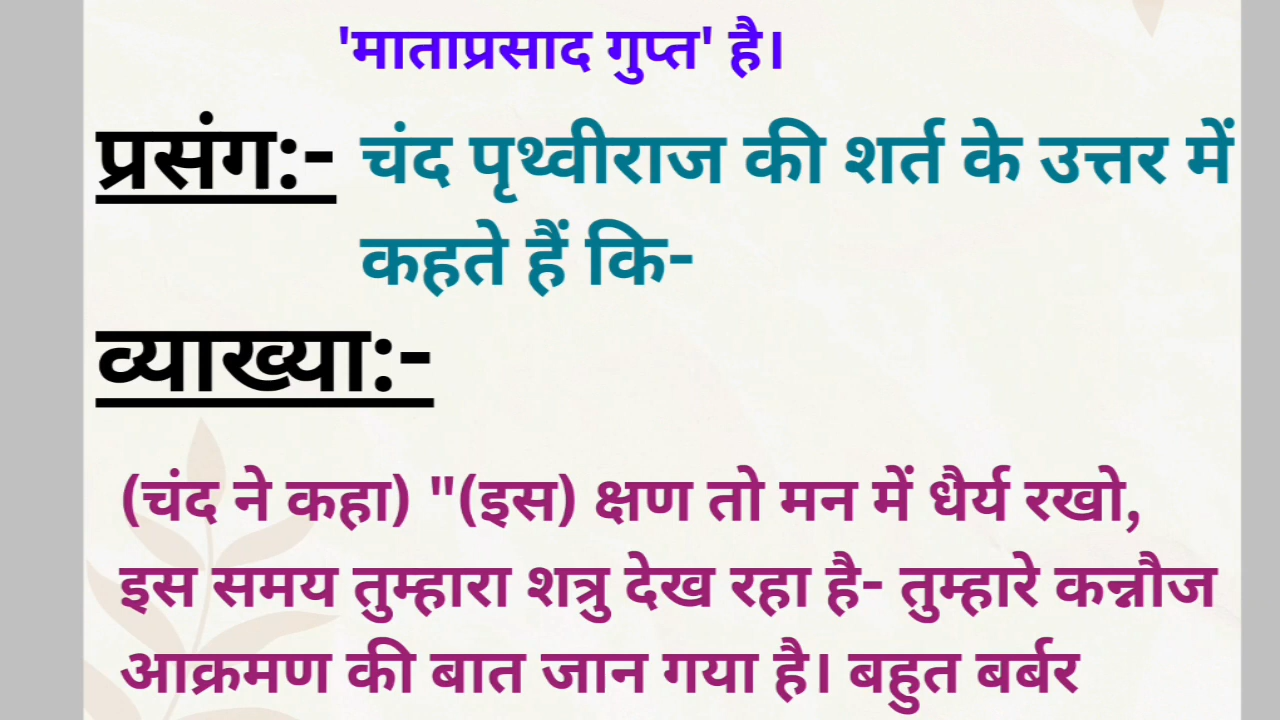 'माताप्रसाद गुप्त' है।
प्रसंग:- चंद पृथ्वीराज की शर्त के उत्तर में
कहते हैं कि-
व्याख्या:-
(चंद ने कहा) "(इस) क्षण तो मन में धैर्य रखो,
इस समय तुम्हारा शत्रु देख रहा है- तुम्हारे कन्नौज
आक्रमण की बात जान गया है। बहुत बर्बर